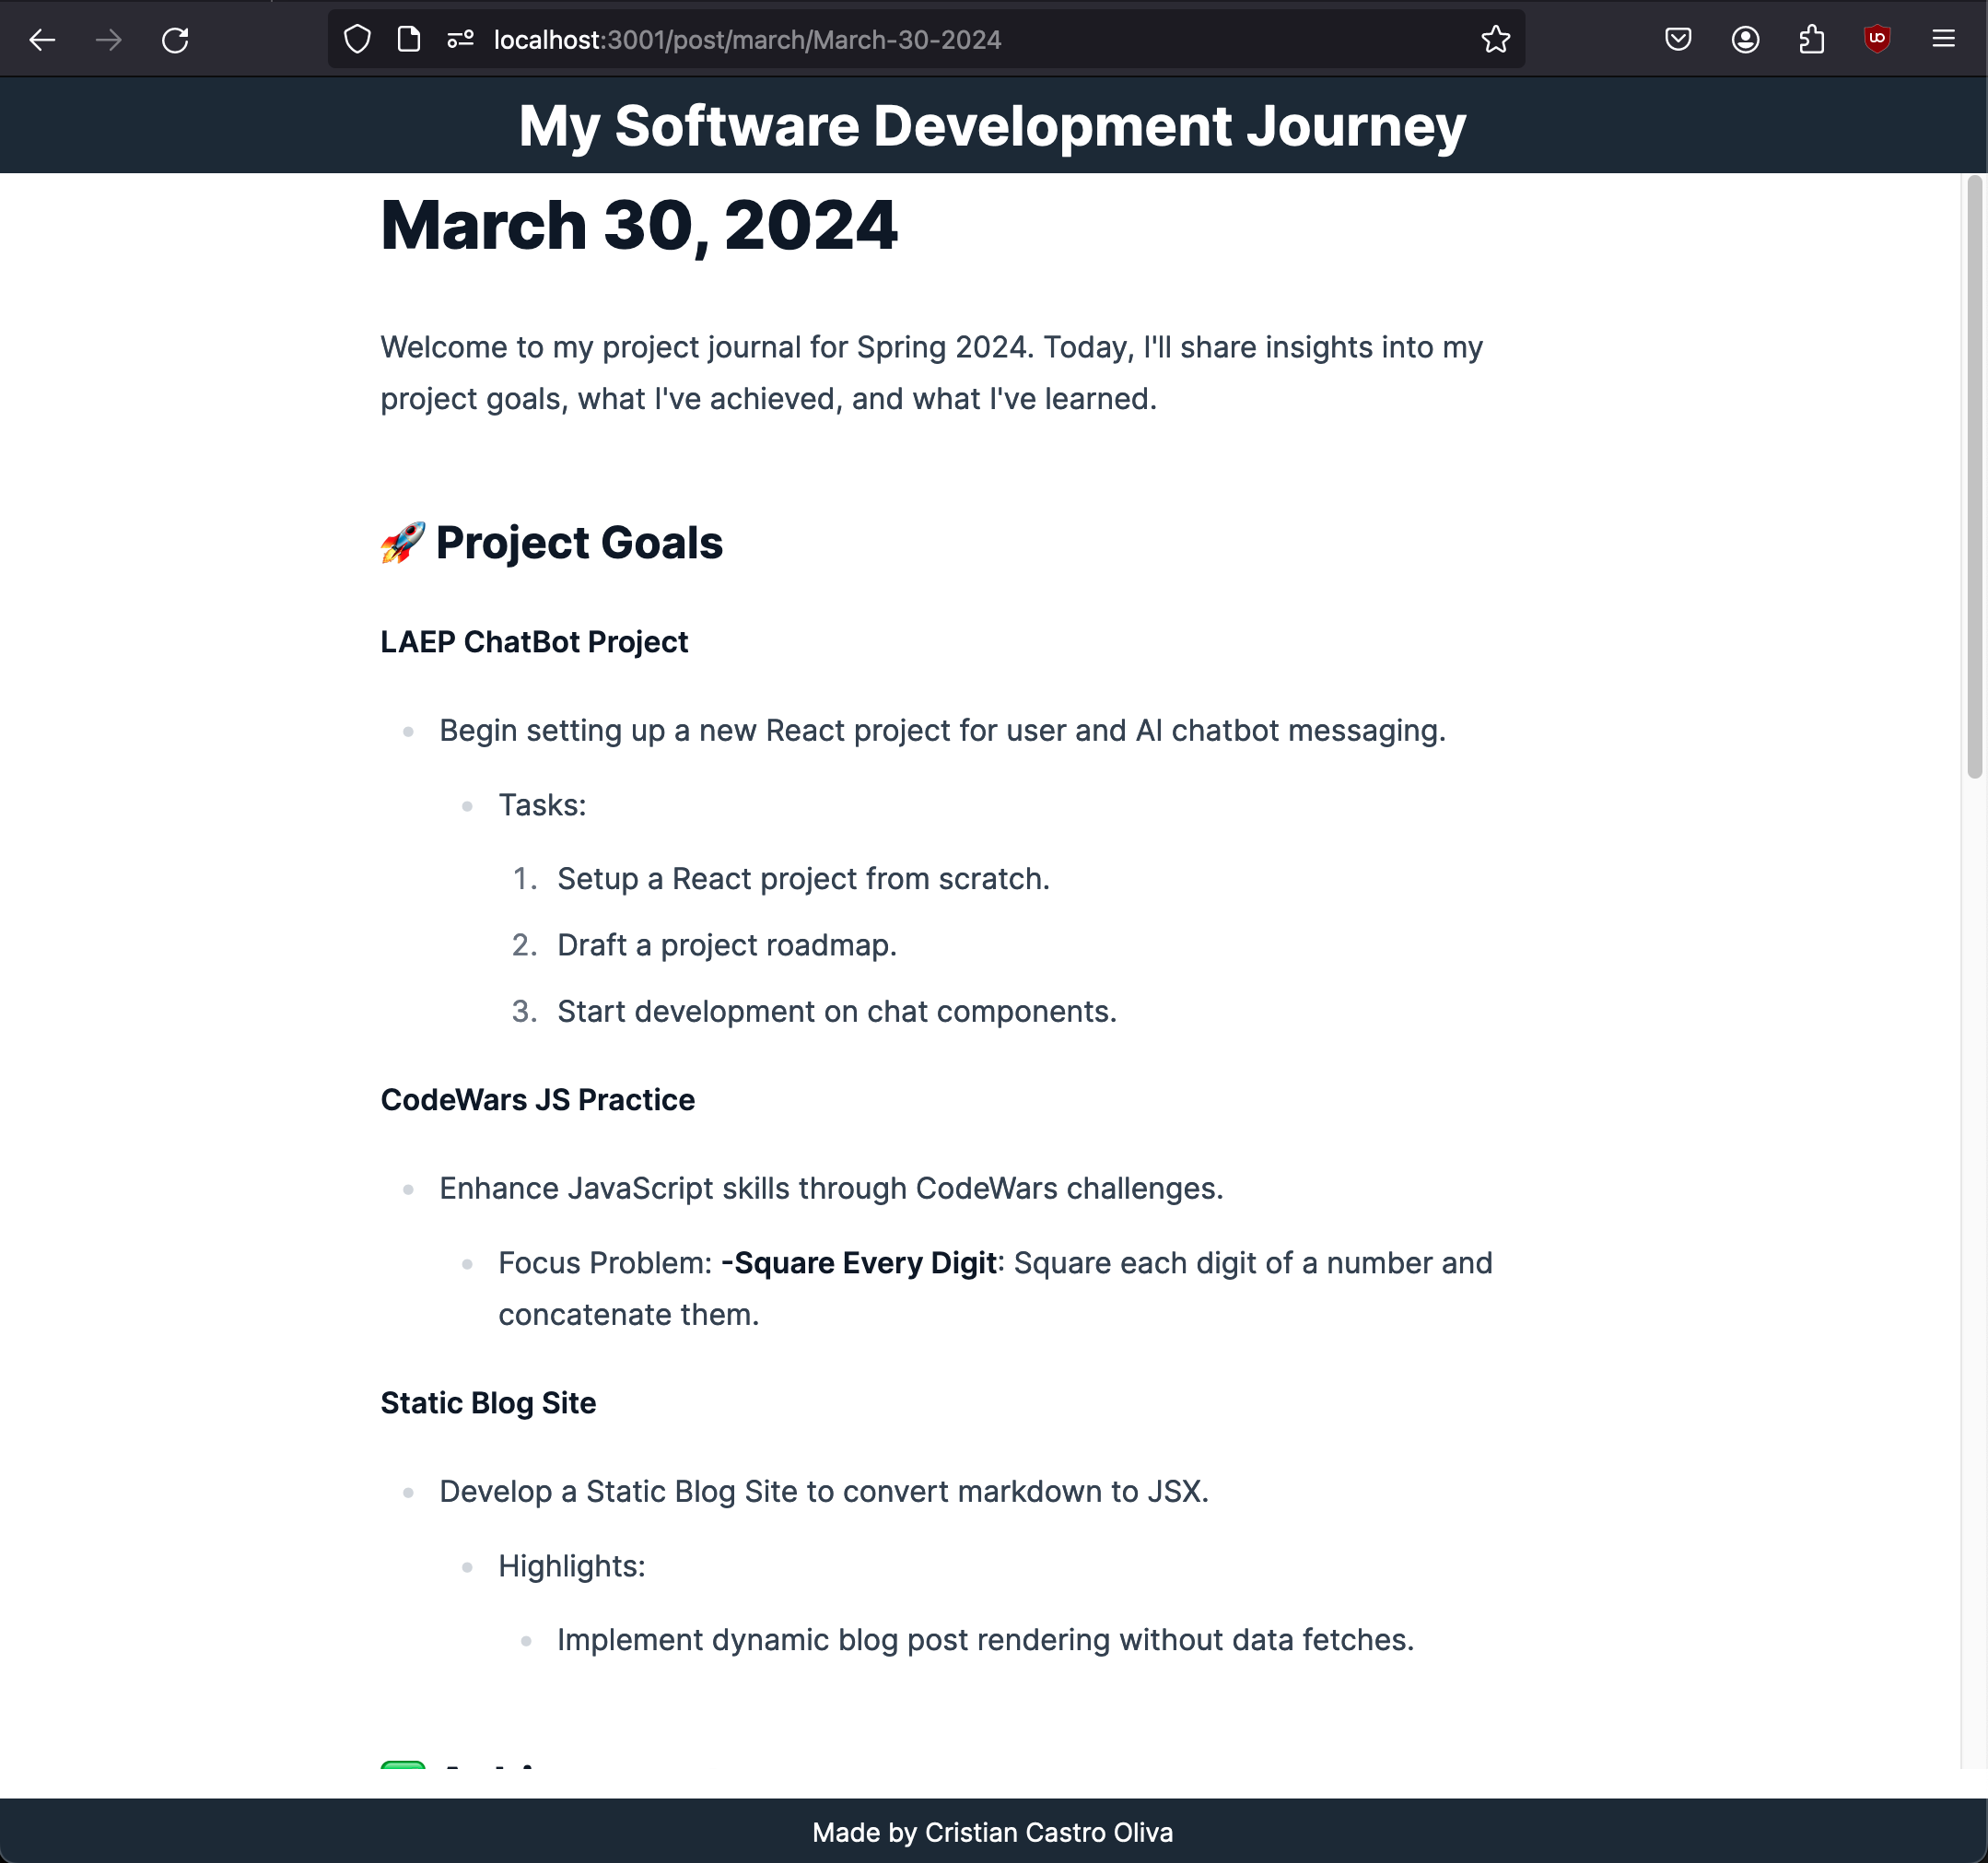 localhost:3001/post/march/March-30-2024
My Software Development Journey
March 30, 2024
Welcome to my project journal for Spring 2024. Today, I'll share insights into my
project goals, what I've achieved, and what I've learned.
🚀 Project Goals
LAEP ChatBot Project
• Begin setting up a new React project for user and AI chatbot messaging.
• Tasks:
1. Setup a React project from scratch.
2. Draft a project roadmap.
3. Start development on chat components.
CodeWars JS Practice
• Enhance JavaScript skills through CodeWars challenges.
• Focus Problem: -Square Every Digit: Square each digit of a number and
concatenate them.
Static Blog Site
• Develop a Static Blog Site to convert markdown to JSX.
• Highlights:
• Implement dynamic blog post rendering without data fetches.
Made by Cristian Castro Oliva